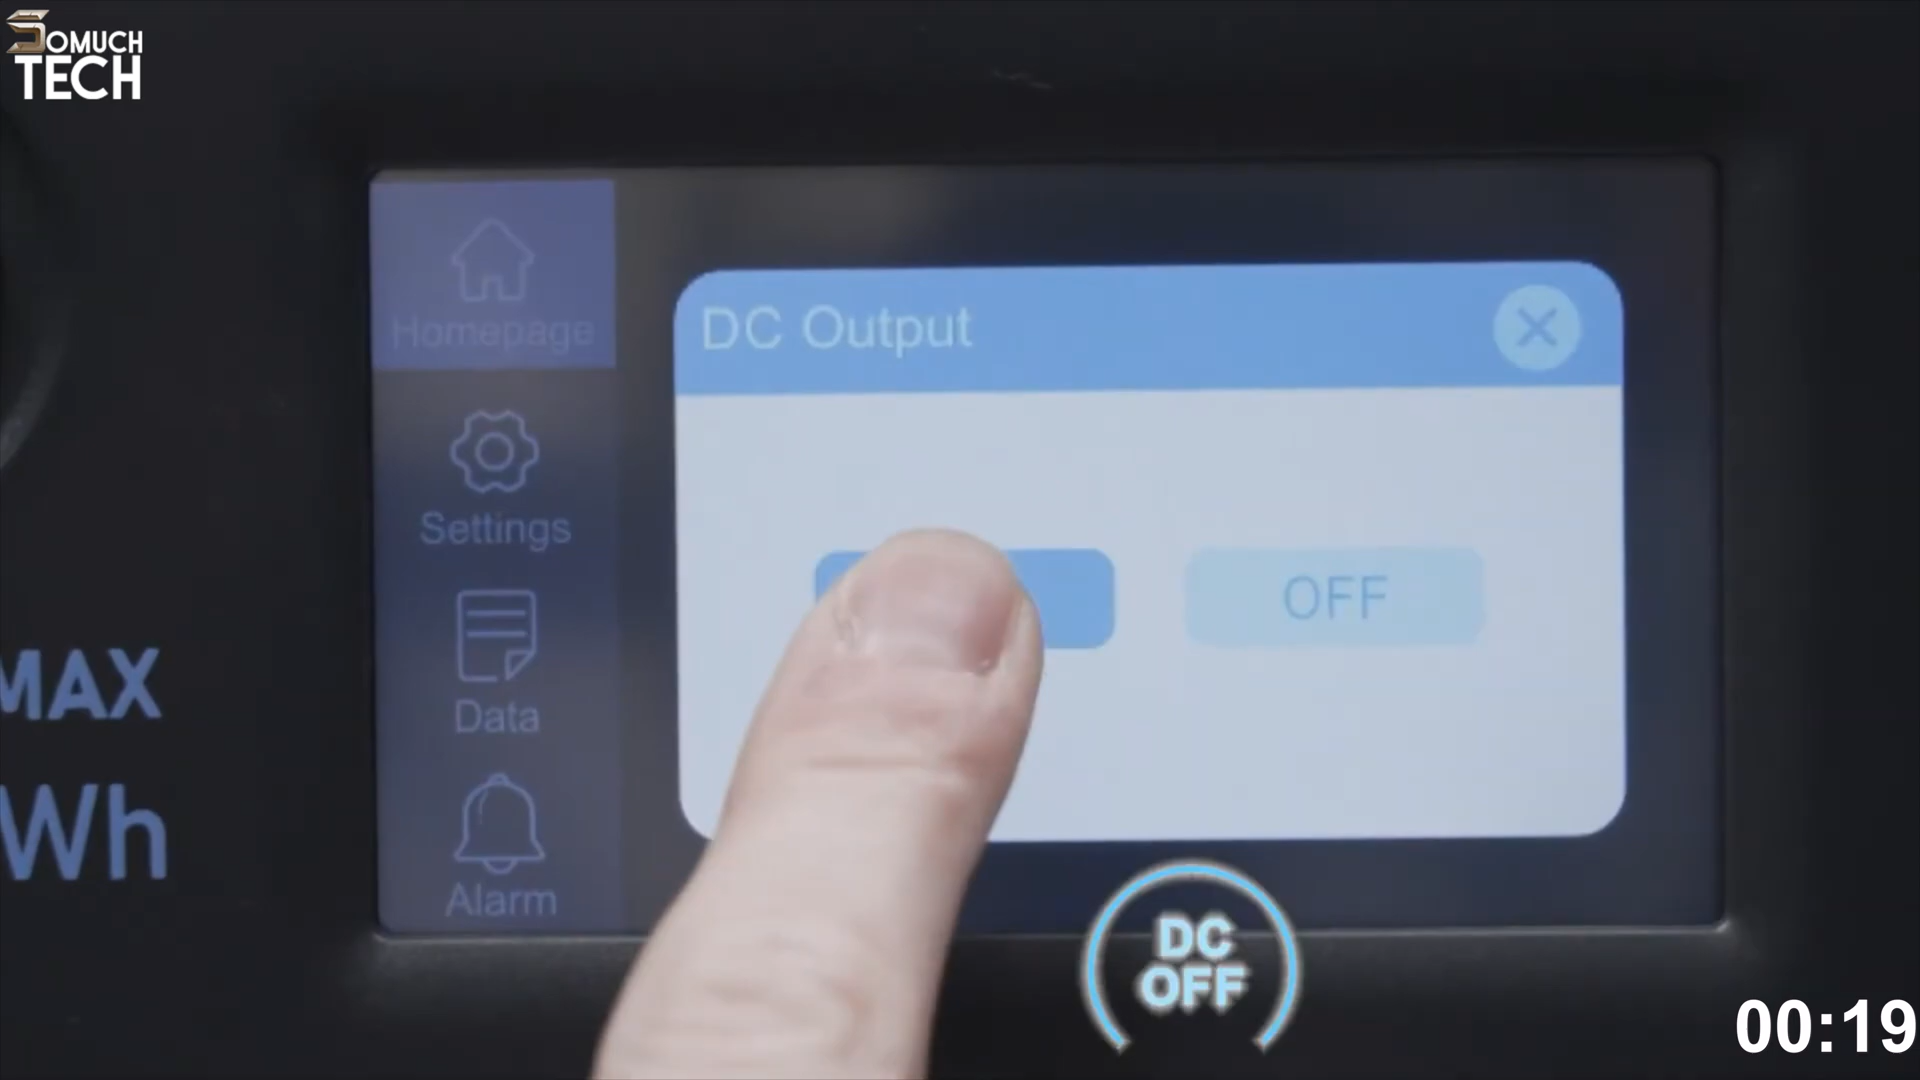 SOMUCH
TECH
Homepage
DC Output
Settings
OFF
Data
Alarm
MAX
Wh
DC
OFF
00:19